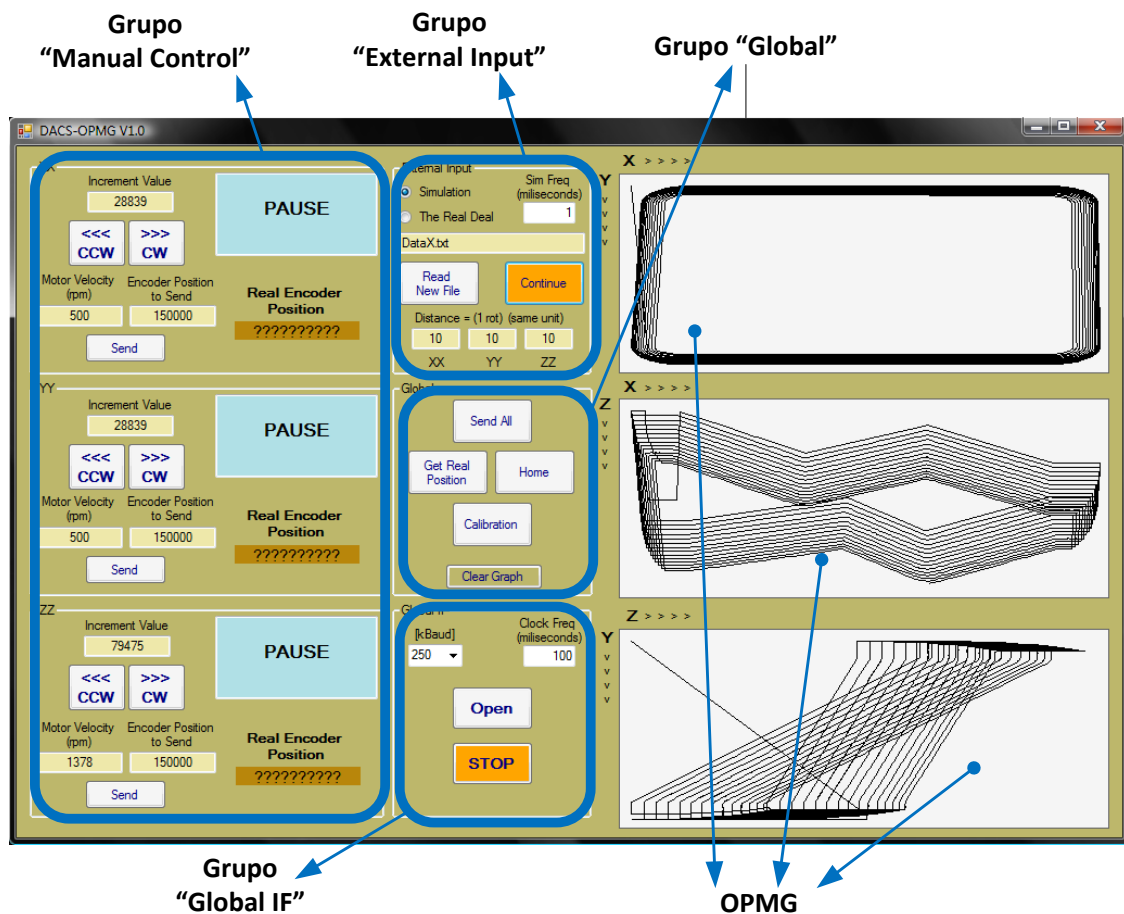 Grupo
“Manual Control”
Grupo
“External Input”
Grupo “Global”
DACS-OPMG V1.0
Increment Value
28839
<<<
CCW
>>>
CW
PAUSE
Motor Velocity
(rpm)
500
Encoder Position
to Send
150000
Send
Real Encoder
Position
??????????
YY
Increment Value
28839
<<<
CCW
>>>
CW
PAUSE
Motor Velocity
(rpm)
500
Encoder Position
to Send
150000
Send
Real Encoder
Position
??????????
ZZ
Increment Value
79475
<<<
CCW
>>>
CW
PAUSE
Motor Velocity
(rpm)
1378
Encoder Position
to Send
150000
Send
Real Encoder
Position
??????????
External Input
Simulation
The Real Deal
Sim Freq
(miliseconds)
1
DataX.txt
Read
New File
Continue
Distance = (1 rot) (same unit)
10 10 10
XX YY ZZ
Global
Send All
Get Real
Position
Home
Calibration
Clear Graph
Global IF
[kBaud]
250
Clock Freq
(miliseconds)
100
Open
STOP
X > > > >
Y
v
v
v
v
X > > > >
Z
v
v
v
v
Z > > > >
Y
v
v
v
v
Grupo
“Global IF”
OPMG